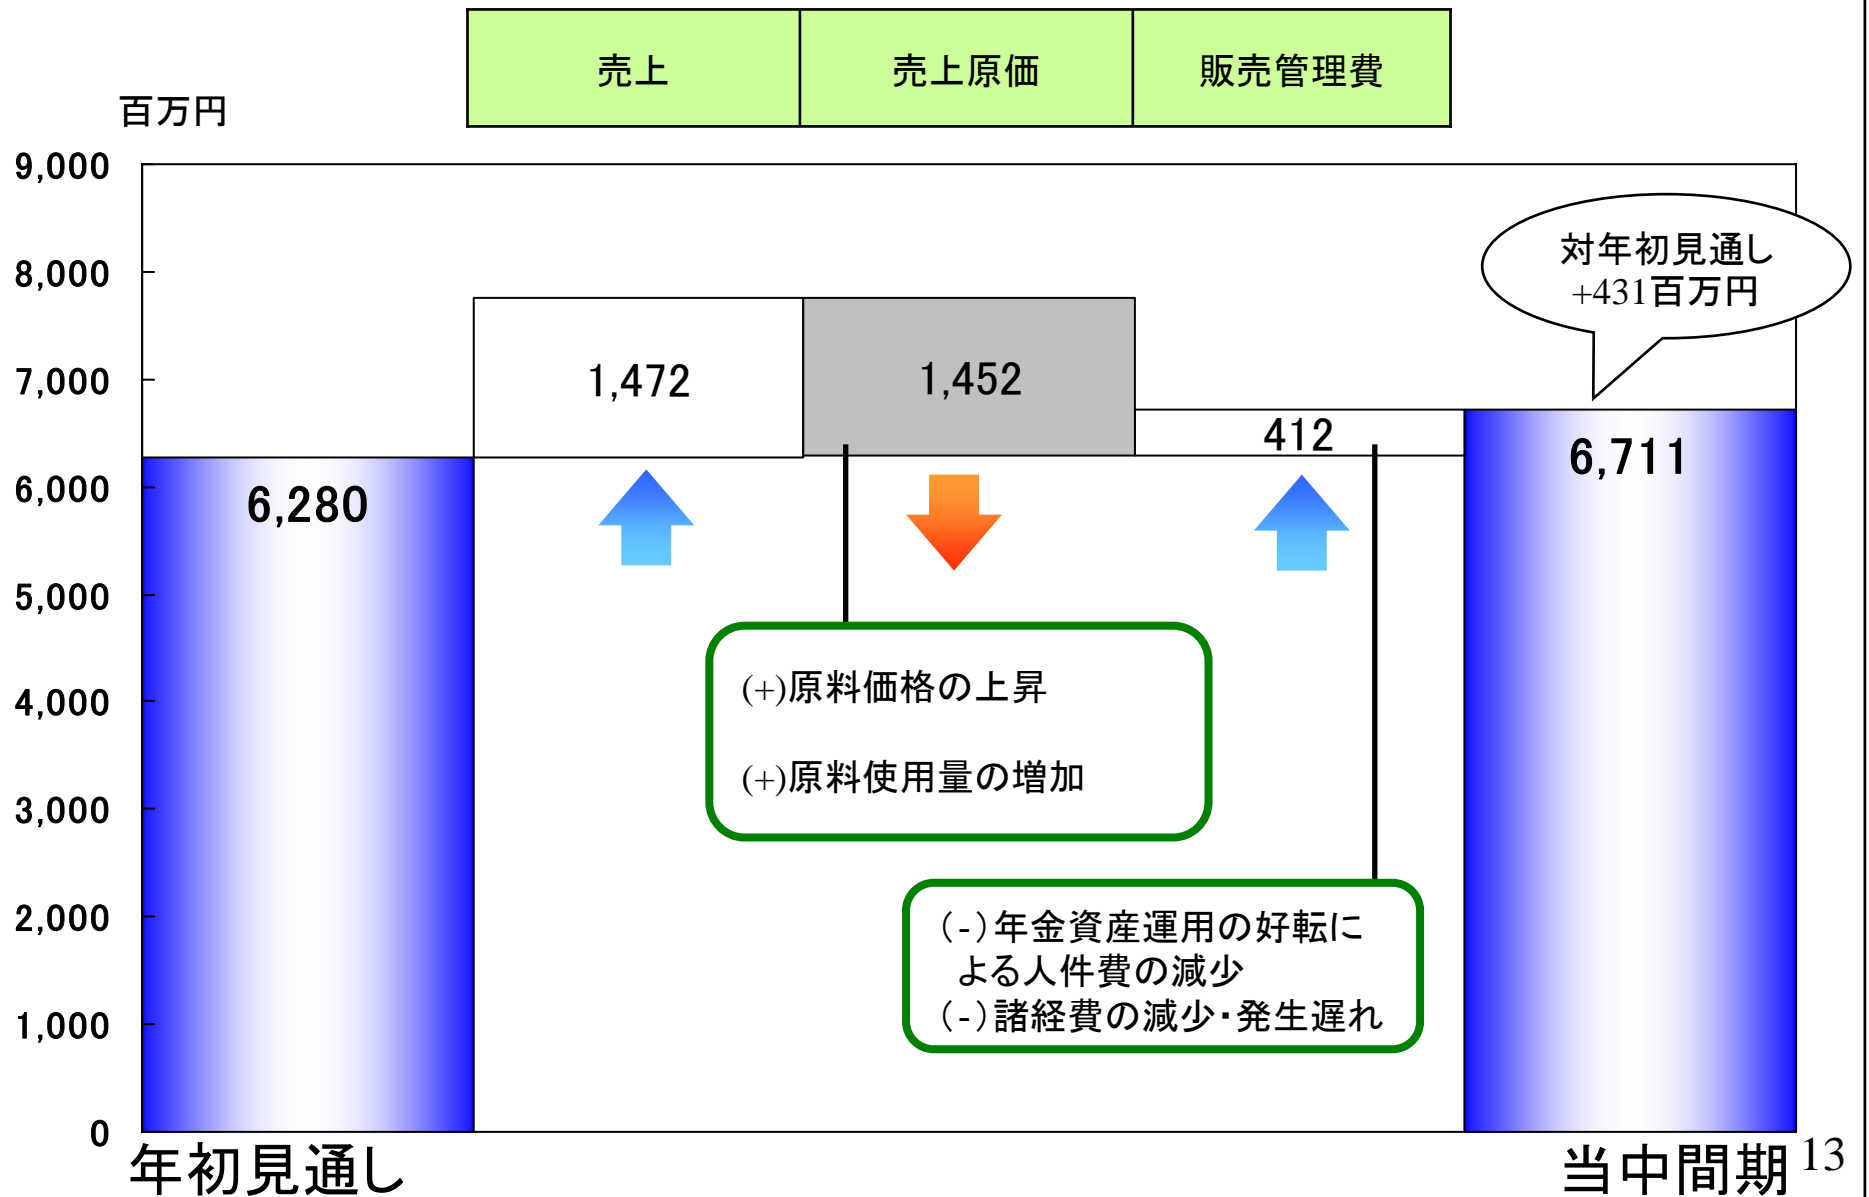 売上
売上原価
販売管理費
百万円
9,000
8,000
7,000
6,000
5,000
4,000
3,000
2,000
1,000
0
対年初見通し
+431百万円
1,472
1,452
412
6,280
6,711
(+)原料価格の上昇
(+)原料使用量の増加
(-)年金資産運用の好転に
よる人件費の減少
(-)諸経費の減少・発生遅れ
年初見通し
当中間期
13